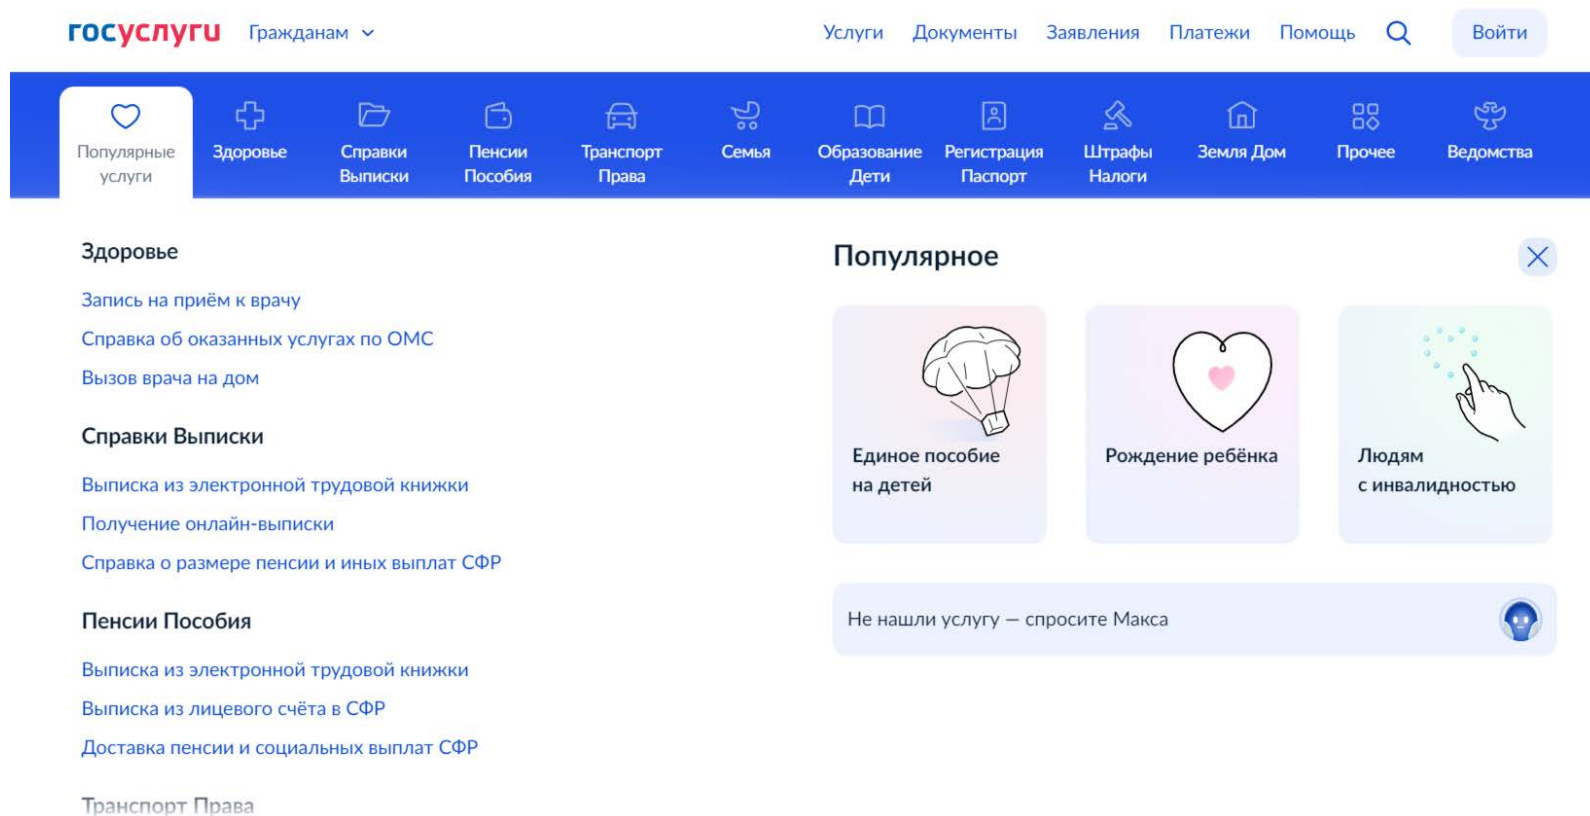 госуслуги Гражданам
Услуги Документы Заявления Платежи Помощь Войти
Популярные
услуги
Здоровье
Справки
Выписки
Пенсии
Пособия
Транспорт
Права
Семья
Образование
Дети
Регистрация
Паспорт
Штрафы
Налоги
Земля Дом
Прочее
Ведомства
Здоровье
Запись на приём к врачу
Справка об оказанных услугах по ОМС
Вызов врача на дом
Справки Выписки
Выписка из электронной трудовой книжки
Получение онлайн-выписки
Справка о размере пенсии и иных выплат СФР
Пенсии Пособия
Выписка из электронной трудовой книжки
Выписка из лицевого счёта в СФР
Доставка пенсии и социальных выплат СФР
Транспорт Права
Популярное
Единое пособие
на детей
Рождение ребёнка
Людям
с инвалидностью
Не нашли услугу — спросите Макса